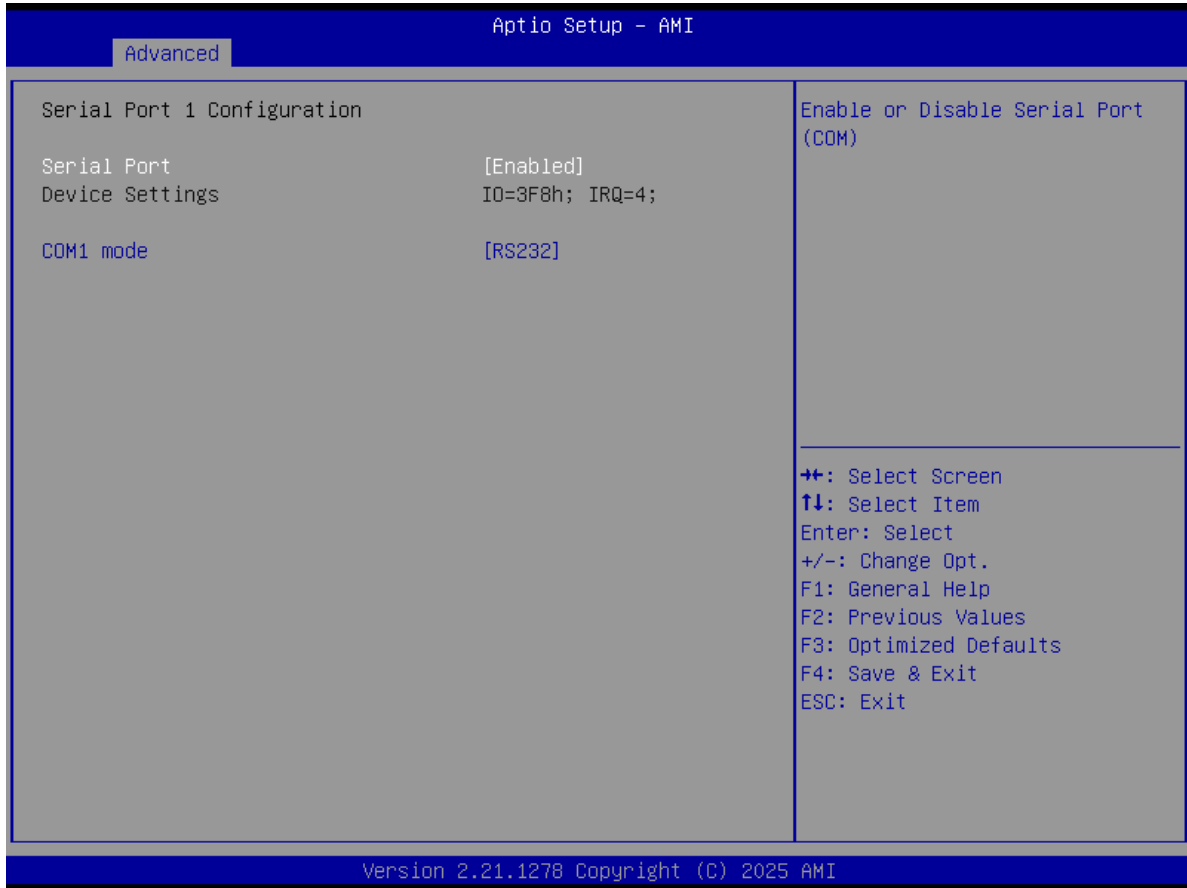 Aptio Setup – AMI
Advanced
Serial Port 1 Configuration
Serial Port [Enabled]
Device Settings IO=3F8h; IRQ=4;
COM1 mode [RS232]
Enable or Disable Serial Port
(COM)
→←: Select Screen
↑↓: Select Item
Enter: Select
+/-: Change Opt.
F1: General Help
F2: Previous Values
F3: Optimized Defaults
F4: Save & Exit
ESC: Exit
Version 2.21.1278 Copyright (C) 2025 AMI